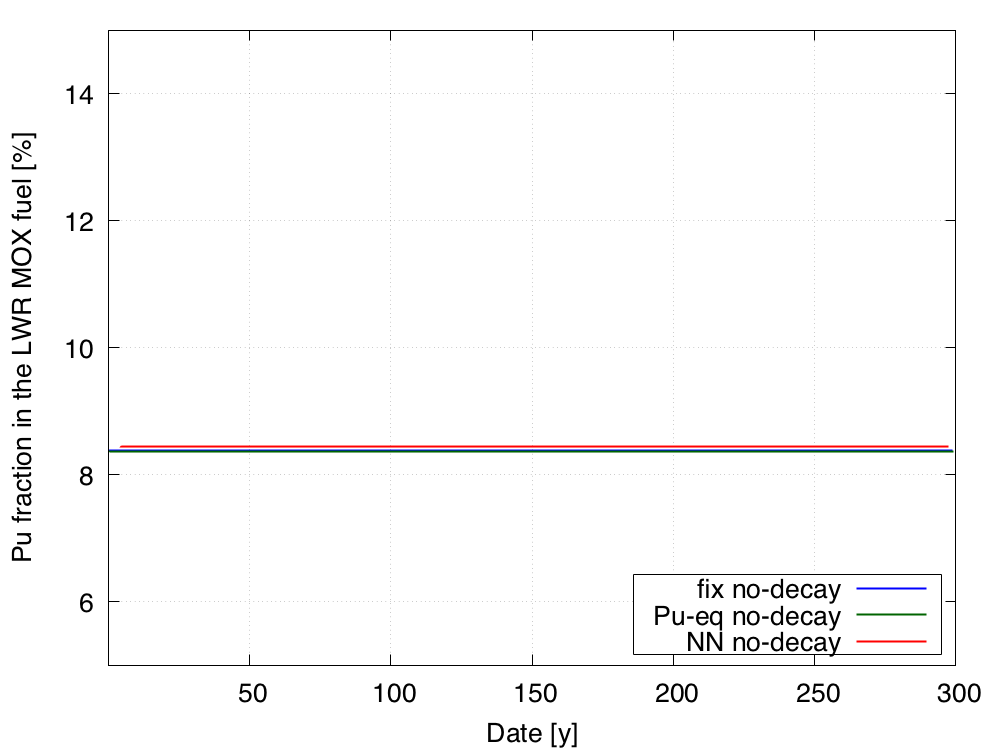 Pu fraction in the LWR MOX fuel [%]
14
12
10
8
6
fix no-decay
Pu-eq no-decay
NN no-decay
50
100
150
200
250
300
Date [y]